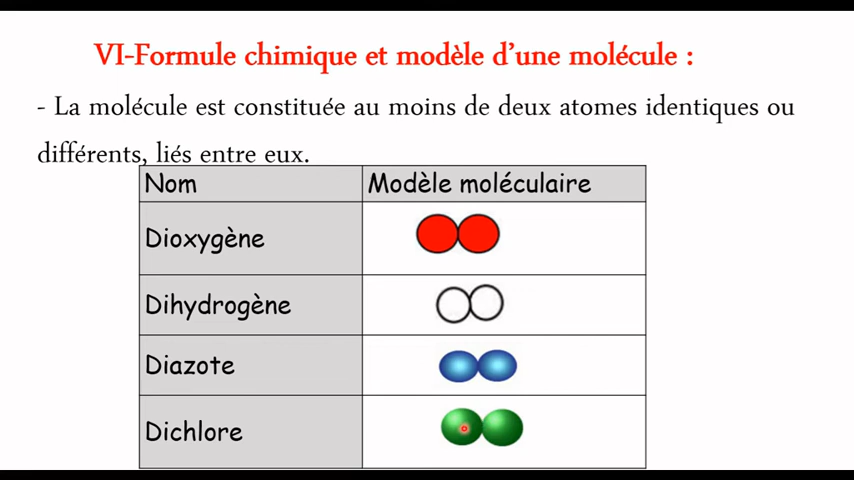 VI-Formule chimique et modèle d'une molécule :
- La molécule est constituée au moins de deux atomes identiques ou
différents, liés entre eux.
Nom Modèle moléculaire
Dioxygène
Dihydrogène
Diazote
Dichlore